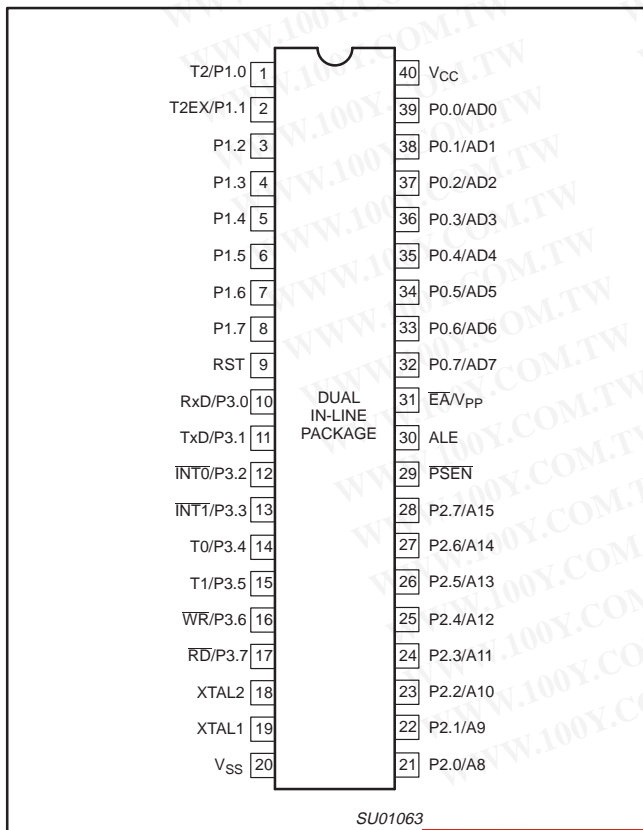 T2/P1.0 1
T2EX/P1.1 2
P1.2 3
P1.3 4
P1.4 5
P1.5 6
P1.6 7
P1.7 8
RST 9
RxD/P3.0 10
TxD/P3.1 11
I̅N̅T̅0̅/P3.2 12
I̅N̅T̅1̅/P3.3 13
T0/P3.4 14
T1/P3.5 15
W̅R̅/P3.6 16
R̅D̅/P3.7 17
XTAL2 18
XTAL1 19
VSS 20
DUAL
IN-LINE
PACKAGE
40 VCC
39 P0.0/AD0
38 P0.1/AD1
37 P0.2/AD2
36 P0.3/AD3
35 P0.4/AD4
34 P0.5/AD5
33 P0.6/AD6
32 P0.7/AD7
31 E̅A̅/VPP
30 ALE
29 P̅S̅E̅N̅
28 P2.7/A15
27 P2.6/A14
26 P2.5/A13
25 P2.4/A12
24 P2.3/A11
23 P2.2/A10
22 P2.1/A9
21 P2.0/A8
SU01063
WWW.100Y.COM.TW